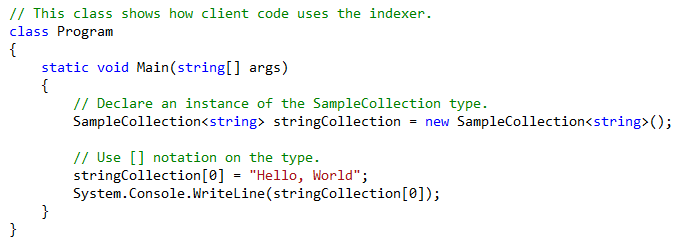 // This class shows how client code uses the indexer.
class Program
{
    static void Main(string[] args)
    {
        // Declare an instance of the SampleCollection type.
        SampleCollection<string> stringCollection = new SampleCollection<string>();

        // Use [] notation on the type.
        stringCollection[0] = "Hello, World";
        System.Console.WriteLine(stringCollection[0]);
    }
}